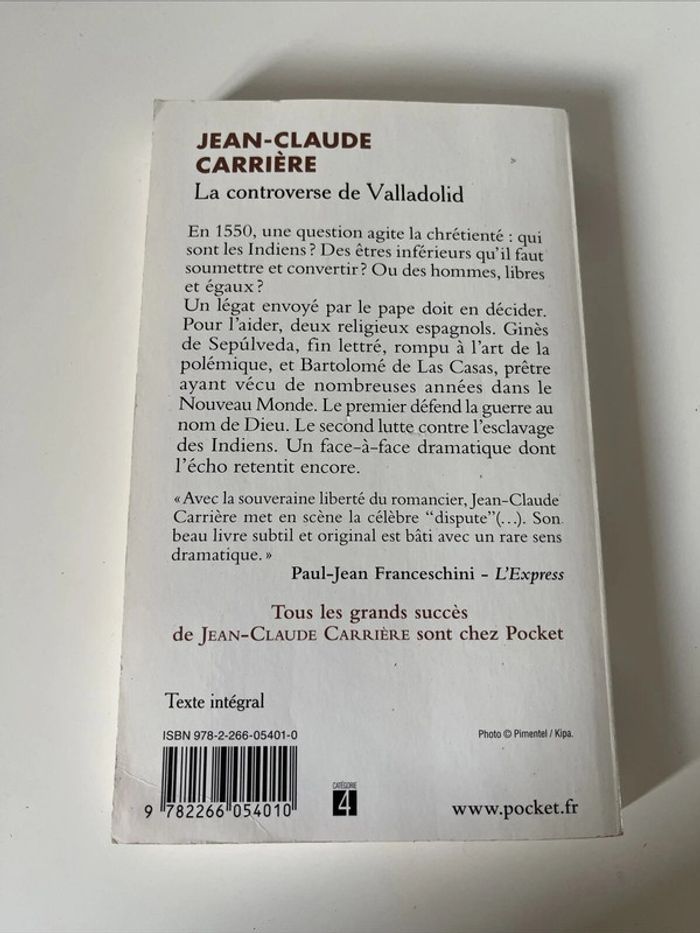 JEAN-CLAUDE
CARRIÈRE
La controverse de Valladolid
En 1550, une question agite la chrétienté : qui
sont les Indiens ? Des êtres inférieurs qu'il faut
soumettre et convertir ? Ou des hommes, libres
et égaux ?
Un légat envoyé par le pape doit en décider.
Pour l'aider, deux religieux espagnols. Ginès
de Sepúlveda, fin lettré, rompu à l'art de la
polémique, et Bartolomé de Las Casas, prêtre
ayant vécu de nombreuses années dans le
Nouveau Monde. Le premier défend la guerre au
nom de Dieu. Le second lutte contre l'esclavage
des Indiens. Un face-à-face dramatique dont
l'écho retentit encore.
« Avec la souveraine liberté du romancier, Jean-Claude
Carrière met en scène la célèbre “dispute”(...). Son
beau livre subtil et original est bâti avec un rare sens
dramatique. »
Paul-Jean Franceschini - L'Express
Tous les grands succès
de JEAN-CLAUDE CARRIÈRE sont chez Pocket
Texte intégral
ISBN 978-2-266-05401-0
Photo © Pimentel / Kipa.
9 782266 054010
CATÉGORIE
4
www.pocket.fr